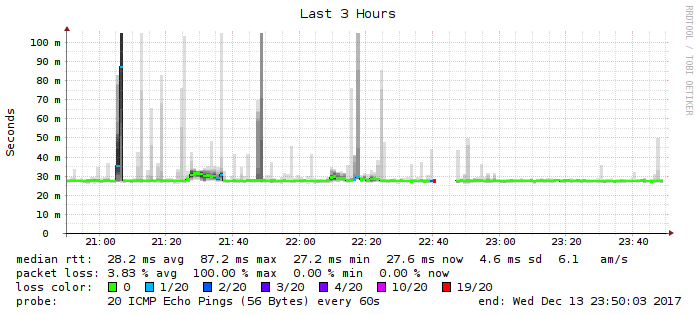 Last 3 Hours
RRDTOOL / TOBI OETIKER
Seconds
100 m
90 m
80 m
70 m
60 m
50 m
40 m
30 m
20 m
10 m
0
21:00 21:20 21:40 22:00 22:20 22:40 23:00 23:20 23:40
median rtt: 28.2 ms avg 87.2 ms max 27.2 ms min 27.6 ms now 4.6 ms sd 6.1 am/s
packet loss: 3.83 % avg 100.00 % max 0.00 % min 0.00 % now
loss color: 0 1/20 2/20 3/20 4/20 10/20 19/20
probe: 20 ICMP Echo Pings (56 Bytes) every 60s end: Wed Dec 13 23:50:03 2017